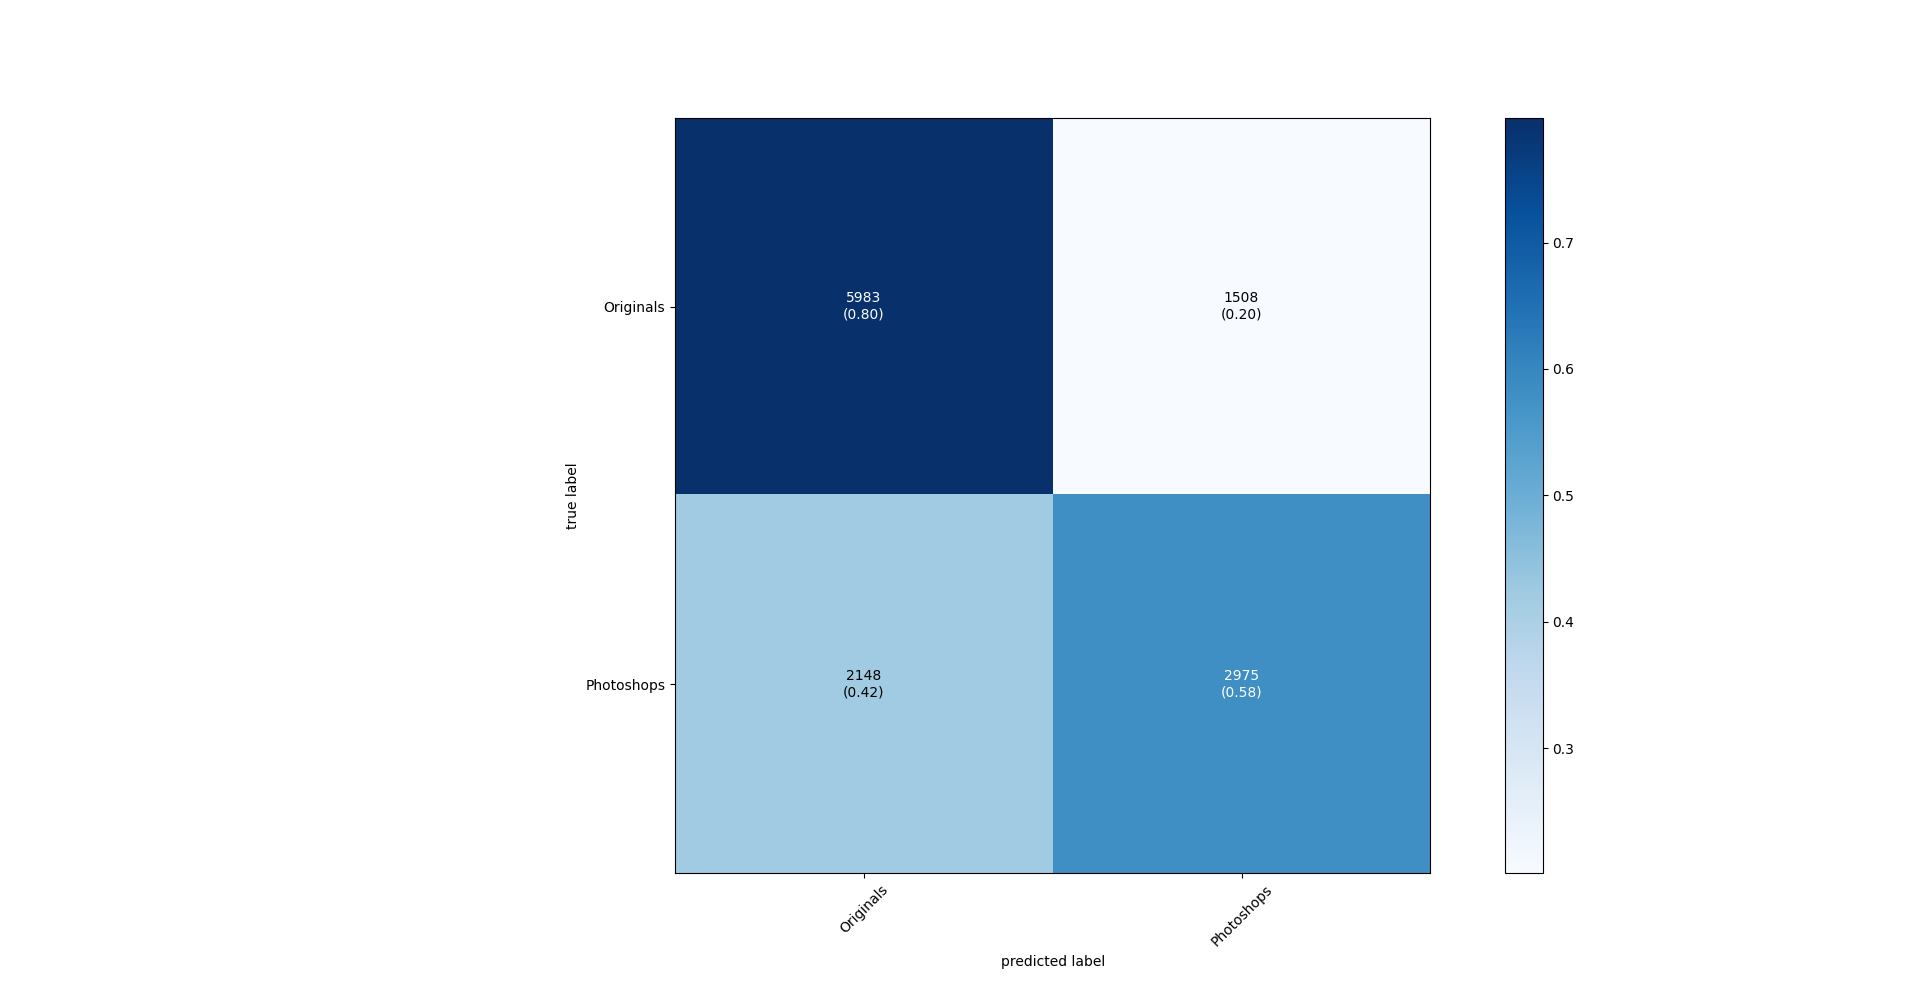 5983
(0.80)
1508
(0.20)
Originals
2148
(0.42)
2975
(0.58)
Photoshops
true label
Originals
Photoshops
predicted label
0.7
0.6
0.5
0.4
0.3